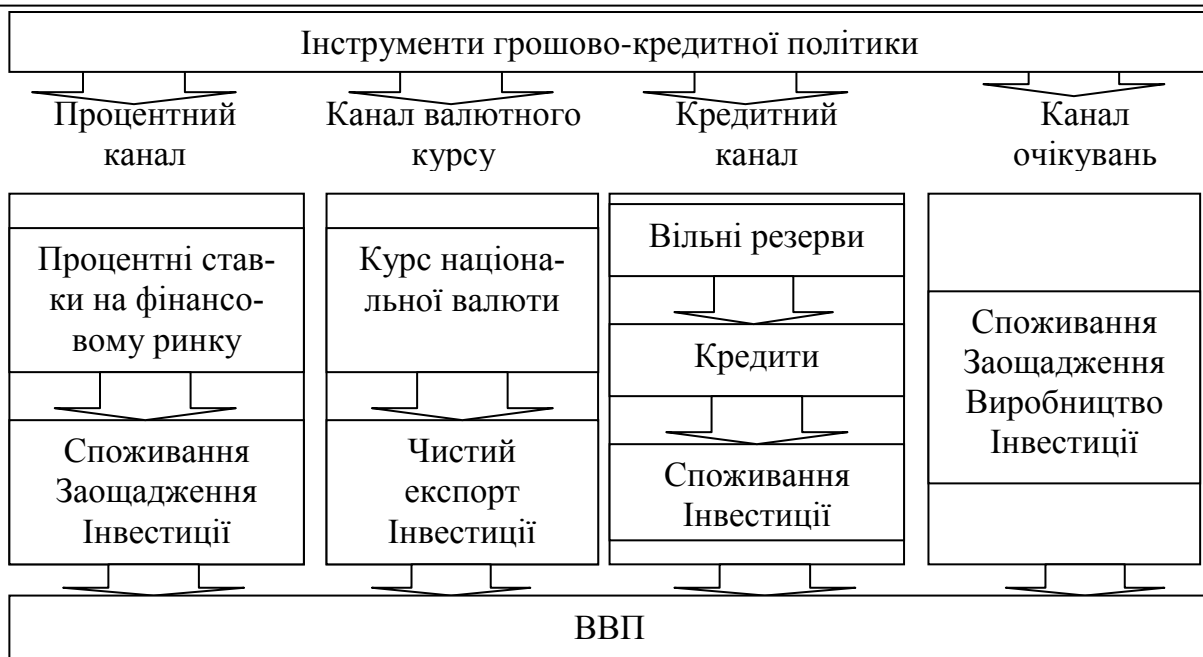 Інструменти грошово-кредитної політики
Процентний
канал
Канал валютного
курсу
Кредитний
канал
Канал
очікувань
Процентні став-
ки на фінансо-
вому ринку
Споживання
Заощадження
Інвестиції
Курс націона-
льної валюти
Чистий
експорт
Інвестиції
Вільні резерви
Кредити
Споживання
Інвестиції
Споживання
Заощадження
Виробництво
Інвестиції
ВВП